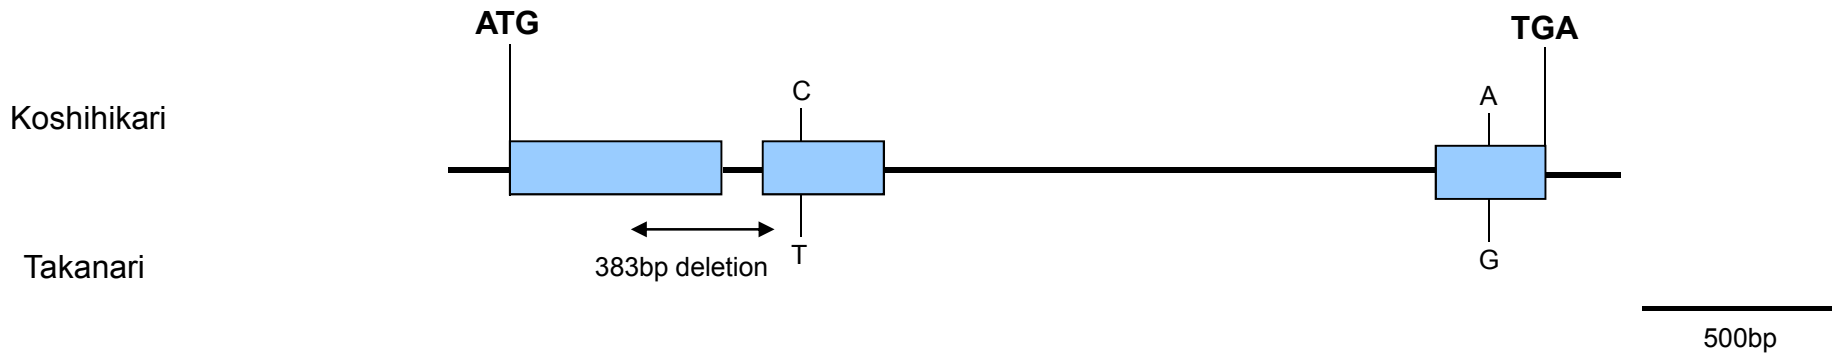 ATG
TGA
C
A
Koshihikari
T
G
383bp deletion
Takanari
500bp